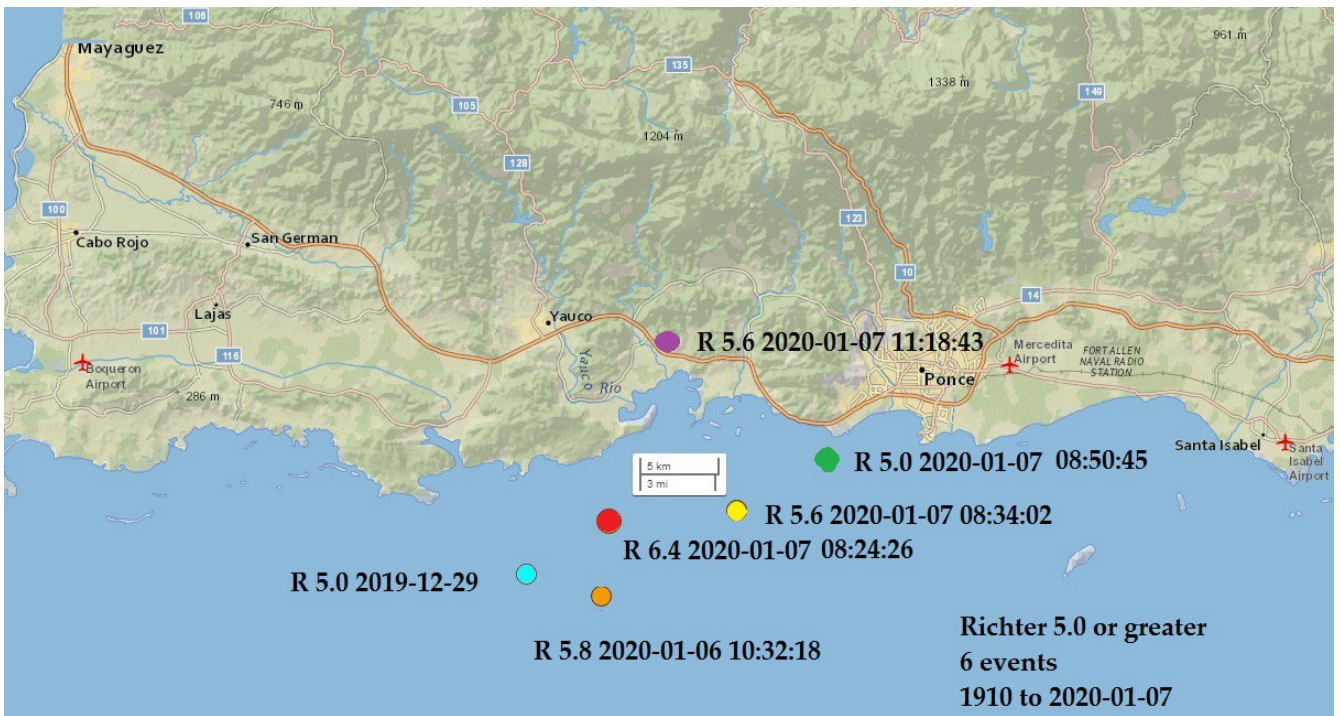 106
961 m
Mayaguez
135
1338 m
149
746 m
105
1204 m
128
100
Cabo Rojo
San German
123
10
14
Lajas
Yauco
101
116
R 5.6 2020-01-07 11:18:43
Mercedita
Airport
FORT ALLEN
NAVAL RADIO
STATION
Boqueron
Airport
Yauco Rio
Ponce
286 m
Santa Isabel
Santa
Isabel
Airport
5 km
3 mi
R 5.0 2020-01-07 08:50:45
R 5.6 2020-01-07 08:34:02
R 6.4 2020-01-07 08:24:26
R 5.0 2019-12-29
R 5.8 2020-01-06 10:32:18
Richter 5.0 or greater
6 events
1910 to 2020-01-07